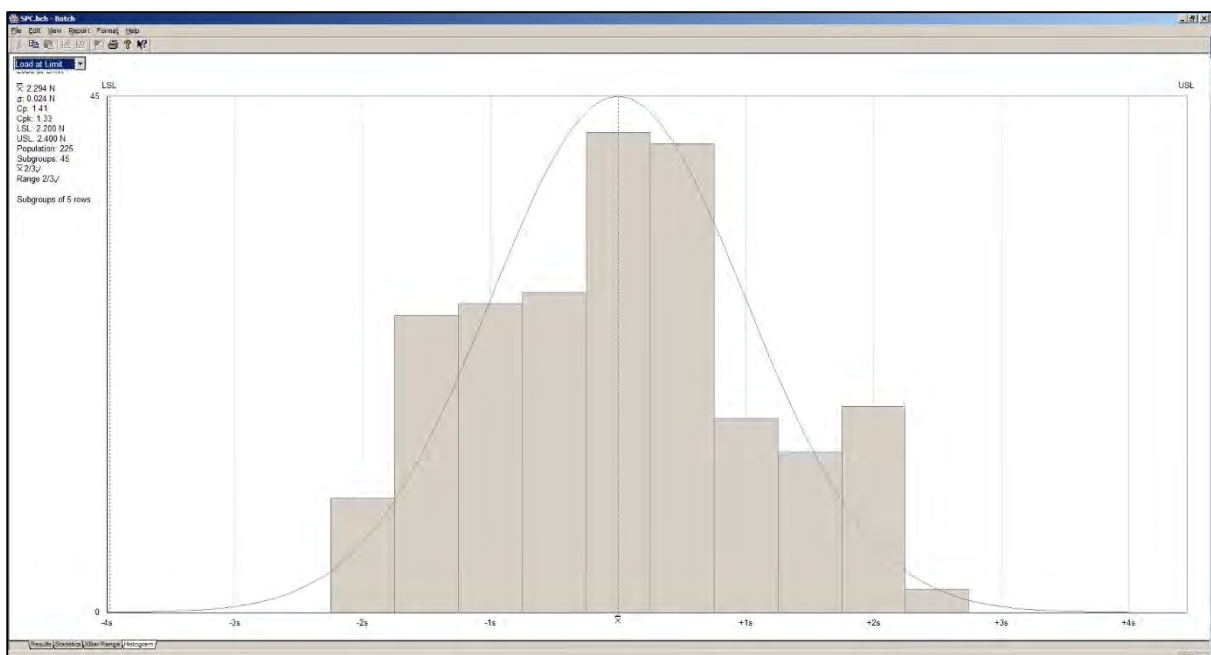 SPC.bch - Batch
File Edit View Report Format Help
Load at Limit
X: 2.294 N
σ: 0.024 N
Cp: 1.41
Cpk: 1.33
LSL: 2.200 N
USL: 2.400 N
Population: 225
Subgroups: 45
X 2/3✓
Range 2/3✓
Subgroups of 5 rows
LSL
USL
45
0
-4s -3s -2s -1s X +1s +2s +3s +4s
Results Statistics XBar/Range Histogram